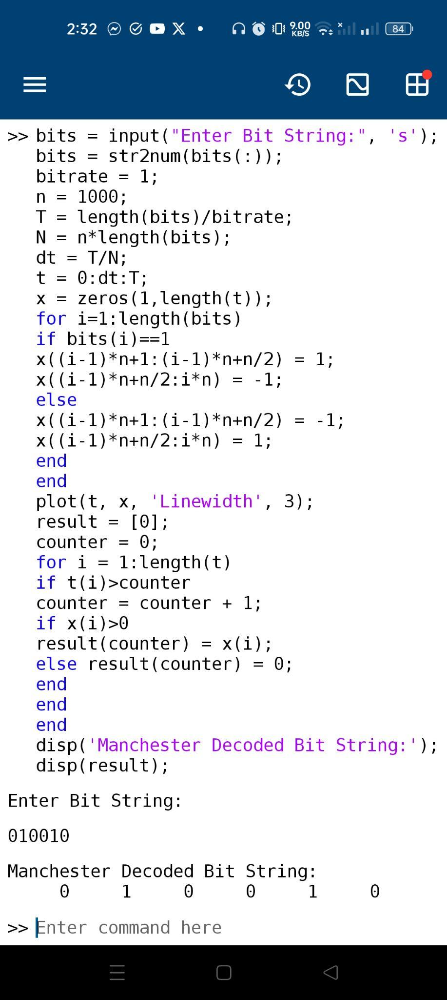 2:32 9.00 KB/S 84
>> bits = input("Enter Bit String:", 's');
bits = str2num(bits(:));
bitrate = 1;
n = 1000;
T = length(bits)/bitrate;
N = n*length(bits);
dt = T/N;
t = 0:dt:T;
x = zeros(1,length(t));
for i=1:length(bits)
if bits(i)==1
x((i-1)*n+1:(i-1)*n+n/2) = 1;
x((i-1)*n+n/2:i*n) = -1;
else
x((i-1)*n+1:(i-1)*n+n/2) = -1;
x((i-1)*n+n/2:i*n) = 1;
end
end
plot(t, x, 'Linewidth', 3);
result = [0];
counter = 0;
for i = 1:length(t)
if t(i)>counter
counter = counter + 1;
if x(i)>0
result(counter) = x(i);
else result(counter) = 0;
end
end
end
disp('Manchester Decoded Bit String:');
disp(result);
Enter Bit String:
010010
Manchester Decoded Bit String:
0 1 0 0 1 0
>> Enter command here